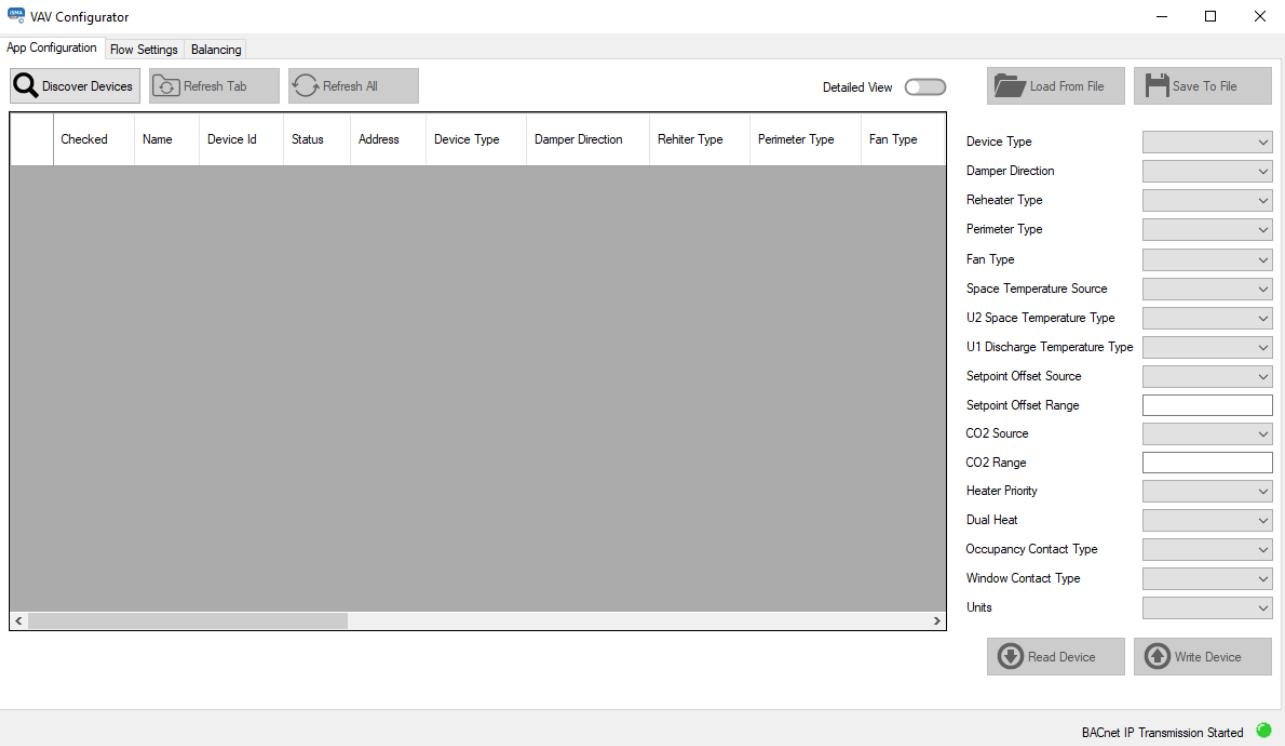 iSMA VAV Configurator
App Configuration Flow Settings Balancing
Discover Devices Refresh Tab Refresh All Detailed View Load From File Save To File
Checked Name Device Id Status Address Device Type Damper Direction Rehiter Type Perimeter Type Fan Type
Device Type
Damper Direction
Reheater Type
Perimeter Type
Fan Type
Space Temperature Source
U2 Space Temperature Type
U1 Discharge Temperature Type
Setpoint Offset Source
Setpoint Offset Range
CO2 Source
CO2 Range
Heater Priority
Dual Heat
Occupancy Contact Type
Window Contact Type
Units
Read Device Write Device
BACnet IP Transmission Started